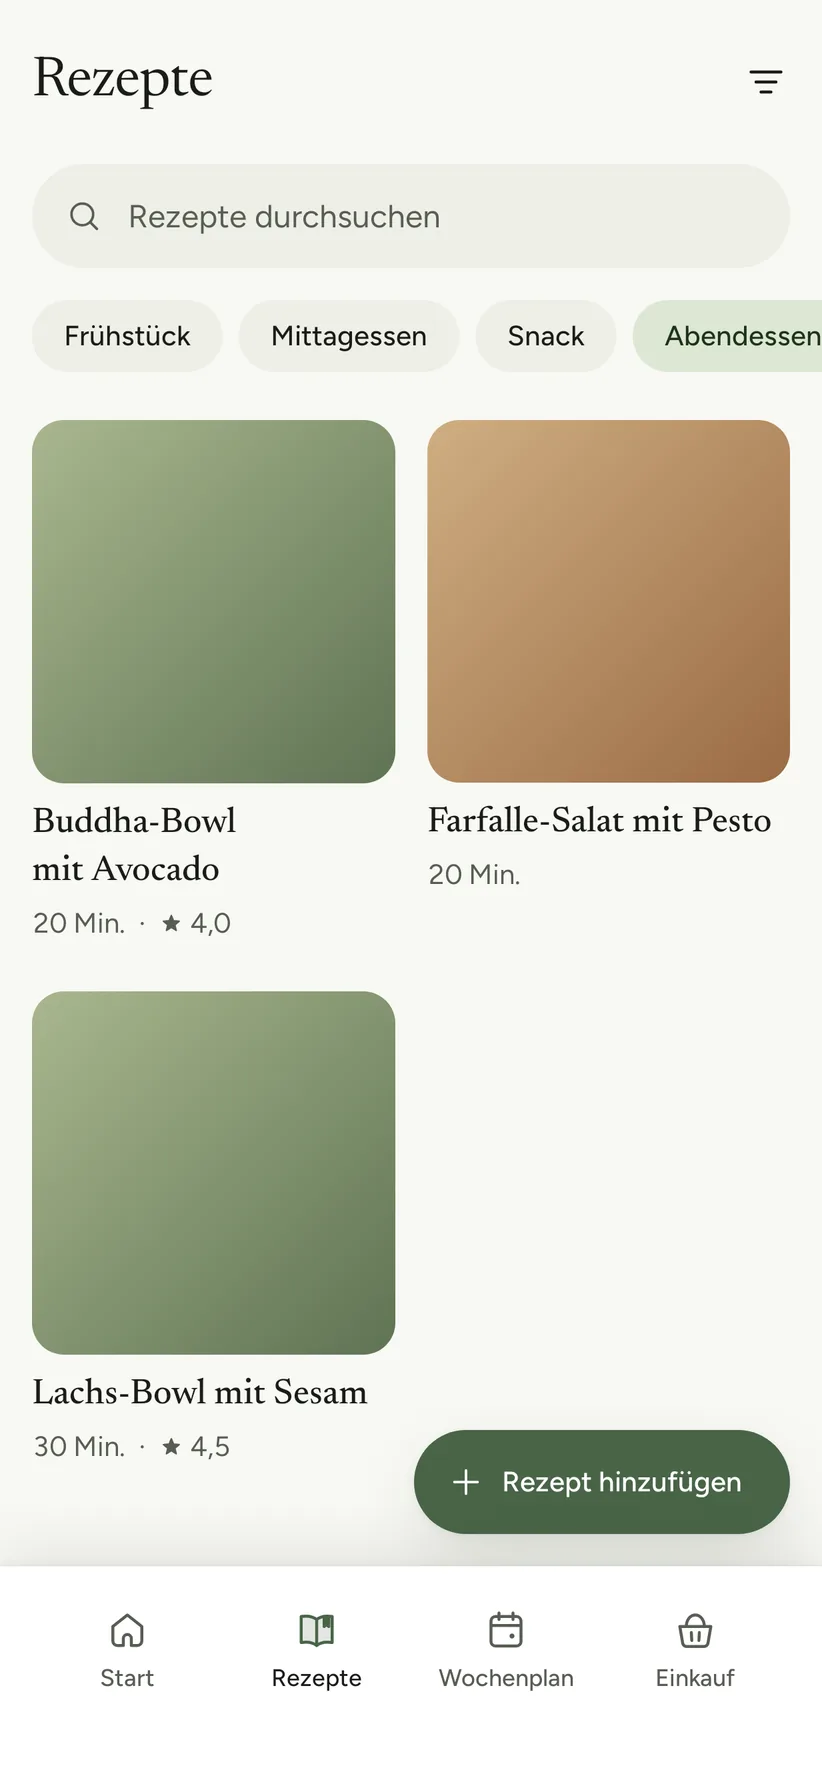 Rezepte
Rezepte durchsuchen
Frühstück
Mittagessen
Snack
Abendessen
Buddha-Bowl
mit Avocado
20 Min. · ★ 4,0
Farfalle-Salat mit Pesto
20 Min.
Lachs-Bowl mit Sesam
30 Min. · ★ 4,5
Rezept hinzufügen
Start
Rezepte
Wochenplan
Einkauf